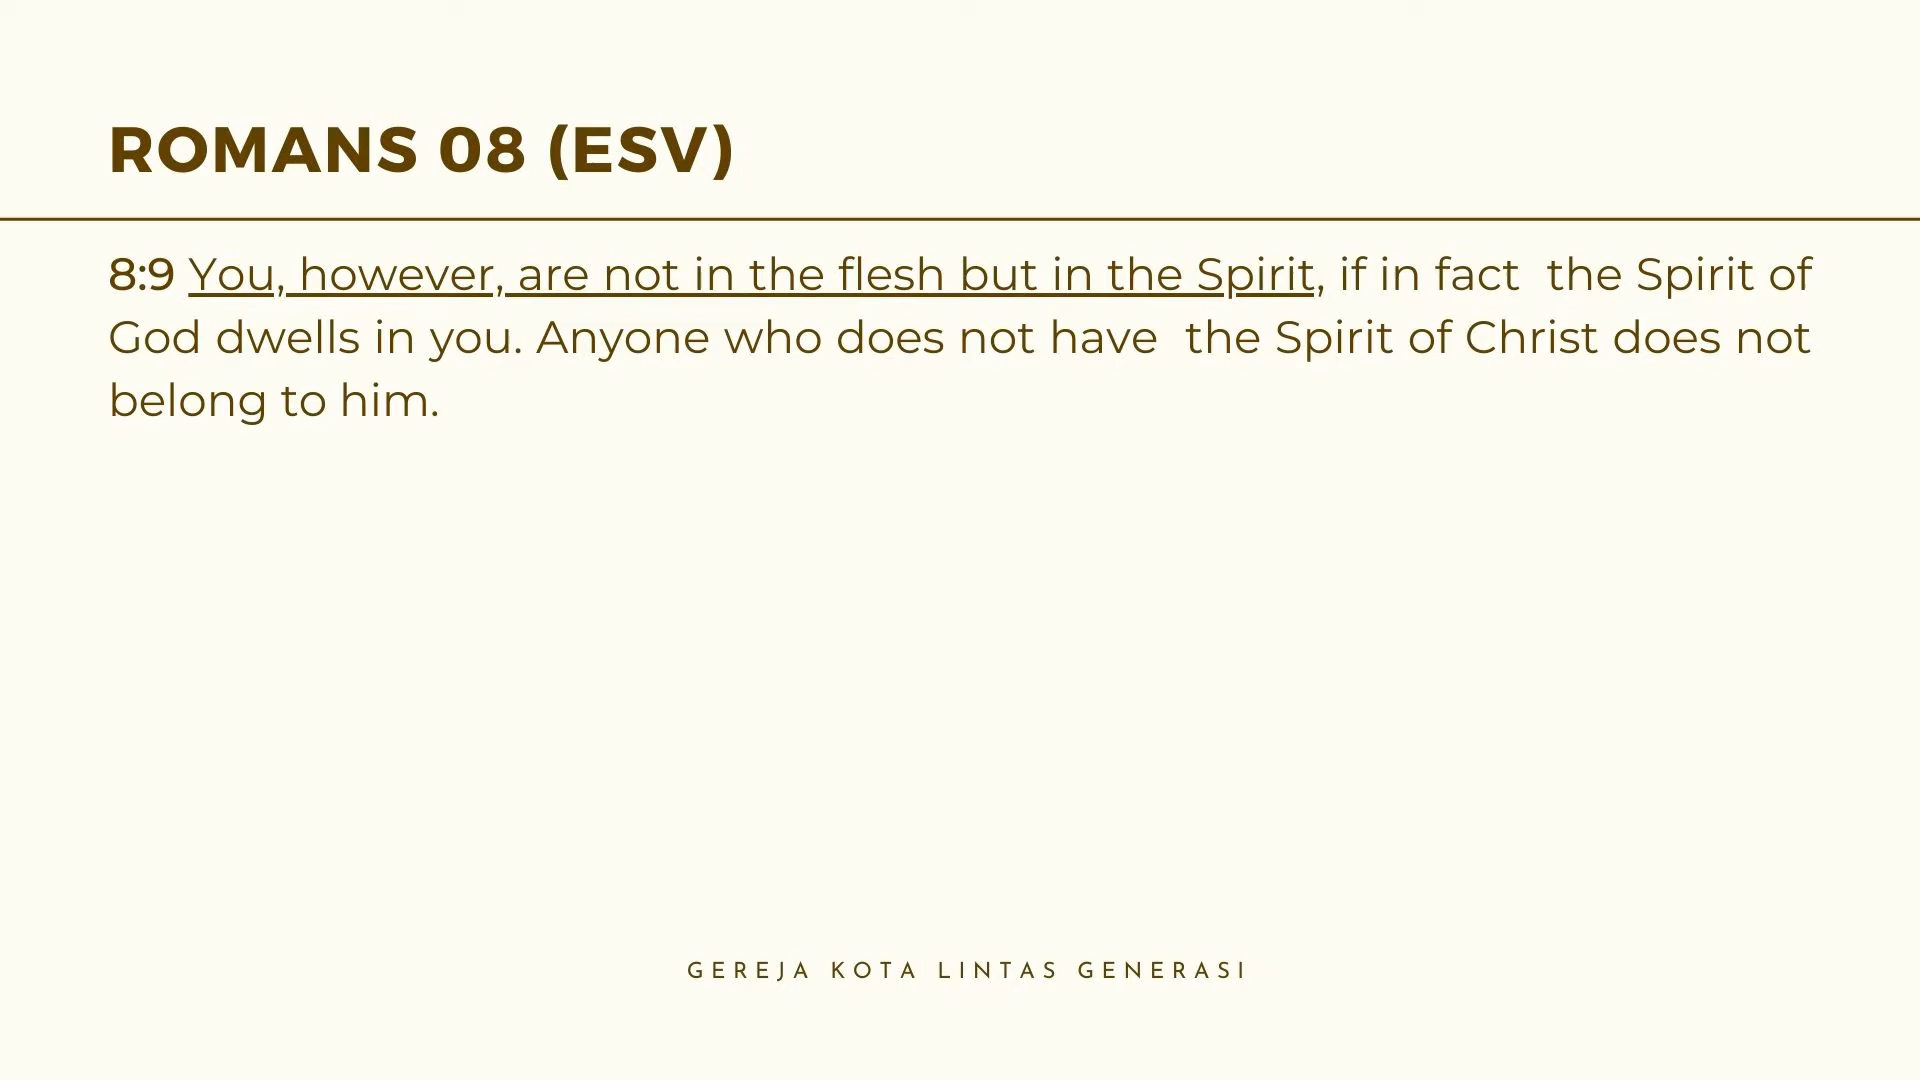 ROMANS 08 (ESV)
8:9 You, however, are not in the flesh but in the Spirit, if in fact  the Spirit of
God dwells in you. Anyone who does not have  the Spirit of Christ does not
belong to him.
GEREJA KOTA LINTAS GENERASI